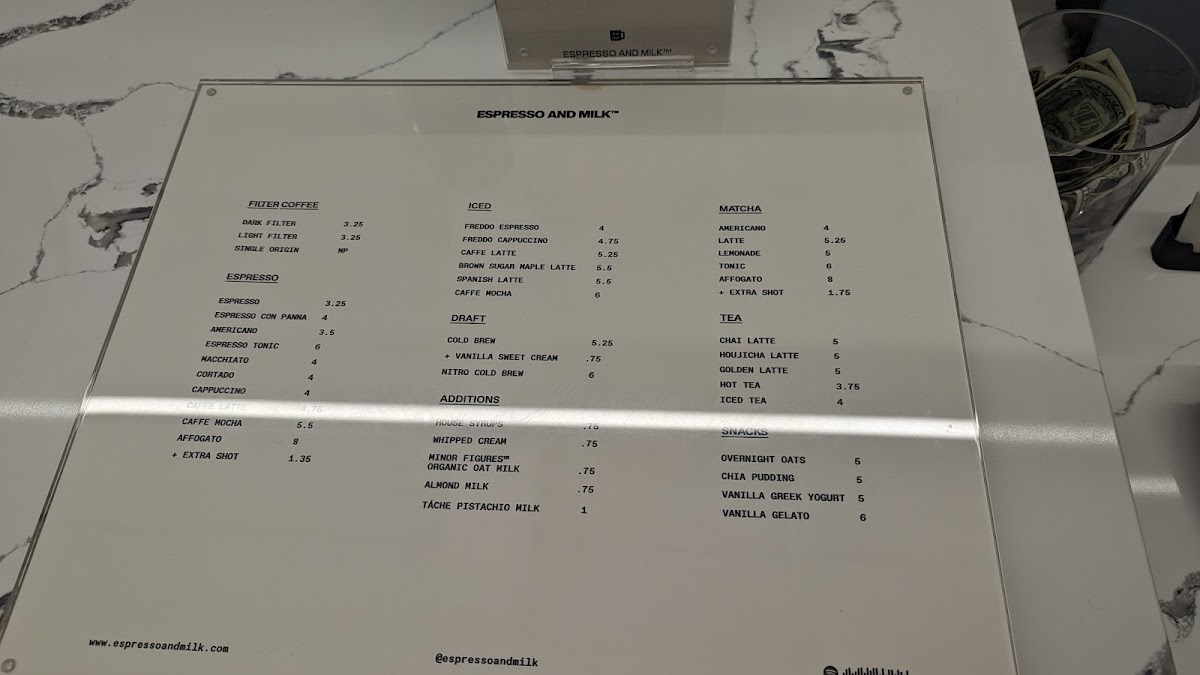 ESPRESSO AND MILK™
ESPRESSO AND MILK™
FILTER COFFEE
DARK FILTER 3.25
LIGHT FILTER 3.25
SINGLE ORIGIN MP
ESPRESSO
ESPRESSO 3.25
ESPRESSO CON PANNA 4
AMERICANO 3.5
ESPRESSO TONIC 6
MACCHIATO 4
CORTADO 4
CAPPUCCINO 4
CAFFE LATTE 4.75
CAFFE MOCHA 5.5
AFFOGATO 8
+ EXTRA SHOT 1.35
ICED
FREDDO ESPRESSO 4
FREDDO CAPPUCCINO 4.75
CAFFE LATTE 5.25
BROWN SUGAR MAPLE LATTE 5.5
SPANISH LATTE 5.5
CAFFE MOCHA 6
DRAFT
COLD BREW 5.25
+ VANILLA SWEET CREAM .75
NITRO COLD BREW 6
ADDITIONS
HOUSE SYRUPS .75
WHIPPED CREAM .75
MINOR FIGURES™
ORGANIC OAT MILK .75
ALMOND MILK .75
TÁCHE PISTACHIO MILK 1
MATCHA
AMERICANO 4
LATTE 5.25
LEMONADE 5
TONIC 6
AFFOGATO 8
+ EXTRA SHOT 1.75
TEA
CHAI LATTE 5
HOUJICHA LATTE 5
GOLDEN LATTE 5
HOT TEA 3.75
ICED TEA 4
SNACKS
OVERNIGHT OATS 5
CHIA PUDDING 5
VANILLA GREEK YOGURT 5
VANILLA GELATO 6
www.espressoandmilk.com
@espressoandmilk